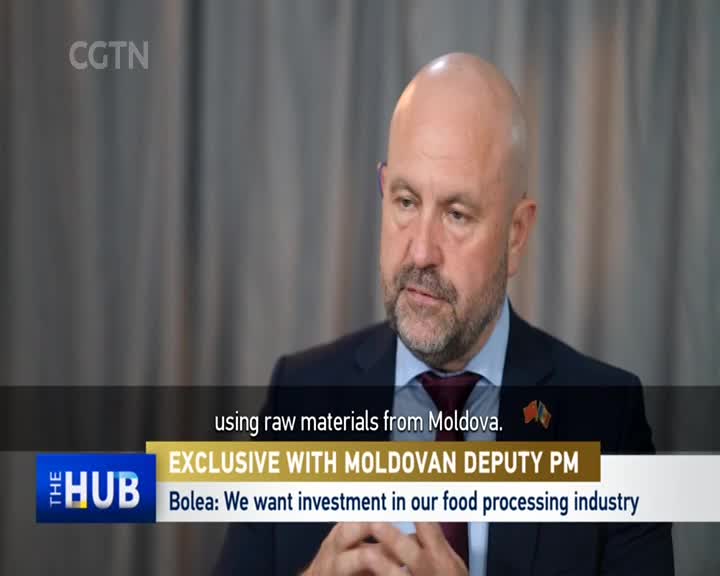 CGTN
using raw materials from Moldova.
EXCLUSIVE WITH MOLDOVAN DEPUTY PM
THE HUB
Bolea: We want investment in our food processing industry